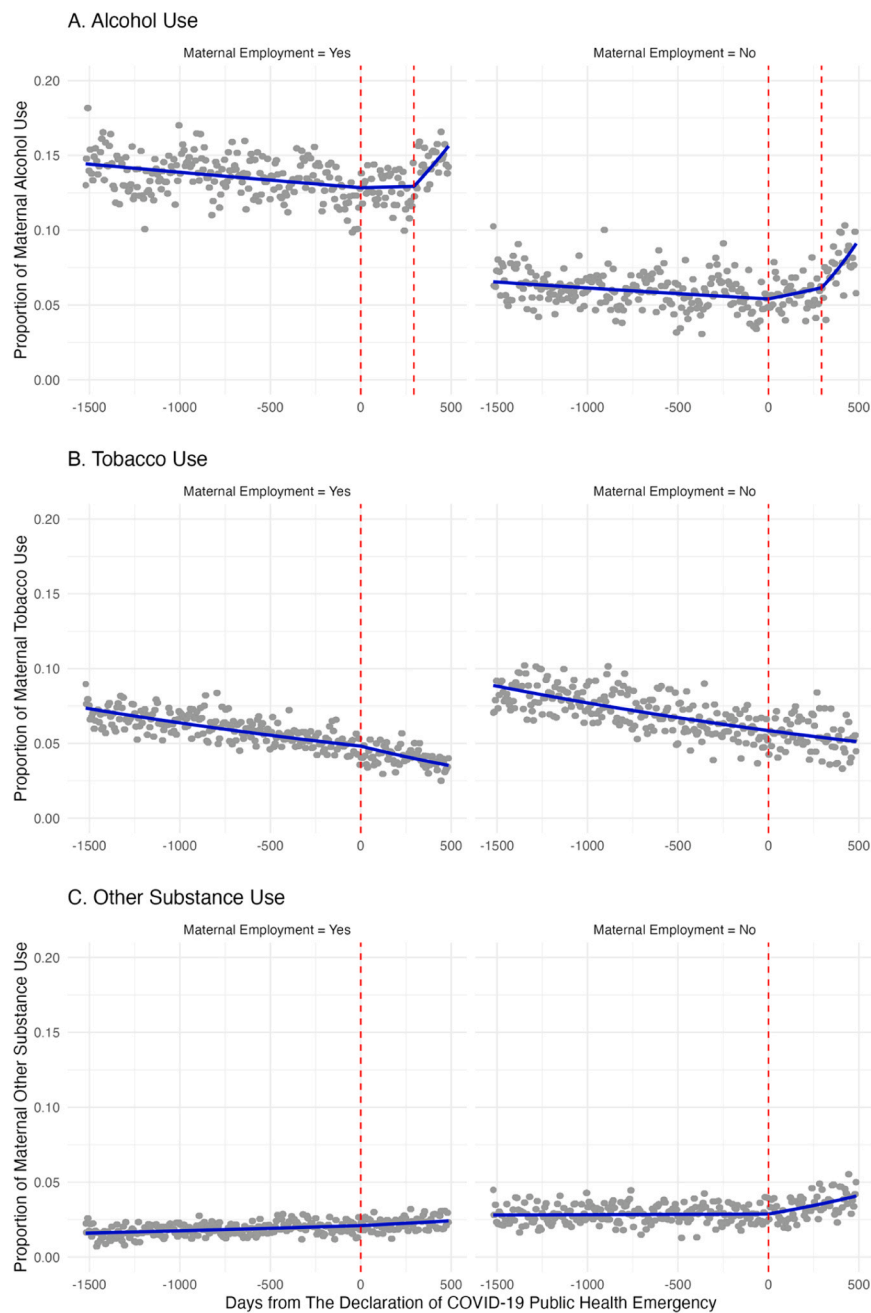 A. Alcohol Use
Maternal Employment = Yes
Maternal Employment = No
Proportion of Maternal Alcohol Use
0.20
0.15
0.10
0.05
0.00
-1500 -1000 -500 0 500
-1500 -1000 -500 0 500
B. Tobacco Use
Maternal Employment = Yes
Maternal Employment = No
Proportion of Maternal Tobacco Use
0.20
0.15
0.10
0.05
0.00
-1500 -1000 -500 0 500
-1500 -1000 -500 0 500
C. Other Substance Use
Maternal Employment = Yes
Maternal Employment = No
Proportion of Maternal Other Substance Use
0.20
0.15
0.10
0.05
0.00
-1500 -1000 -500 0 500
-1500 -1000 -500 0 500
Days from The Declaration of COVID-19 Public Health Emergency